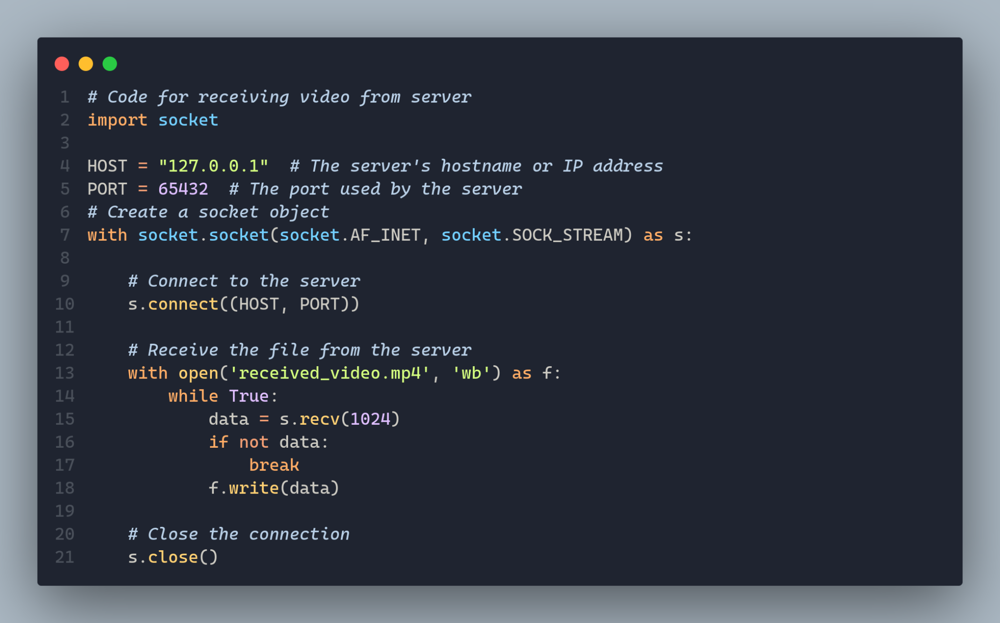 1 # Code for receiving video from server
2 import socket
3
4 HOST = "127.0.0.1"  # The server's hostname or IP address
5 PORT = 65432  # The port used by the server
6 # Create a socket object
7 with socket.socket(socket.AF_INET, socket.SOCK_STREAM) as s:
8
9     # Connect to the server
10     s.connect((HOST, PORT))
11
12     # Receive the file from the server
13     with open('received_video.mp4', 'wb') as f:
14         while True:
15             data = s.recv(1024)
16             if not data:
17                 break
18             f.write(data)
19
20     # Close the connection
21     s.close()